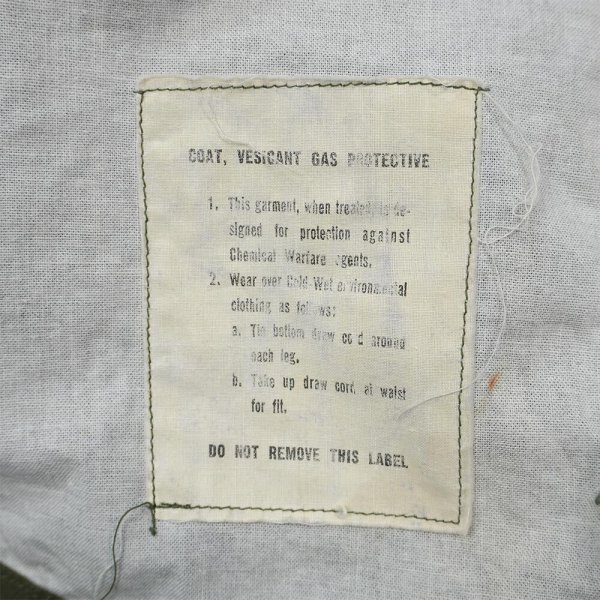 COAT, VESICANT GAS PROTECTIVE
1. This garment, when treated, is de-
signed for protection against
Chemical Warfare agents.
2. Wear over Cold-Wet environmental
clothing as follows:
a. Tie bottom draw cord around
each leg.
b. Take up draw cord at waist
for fit.
DO NOT REMOVE THIS LABEL